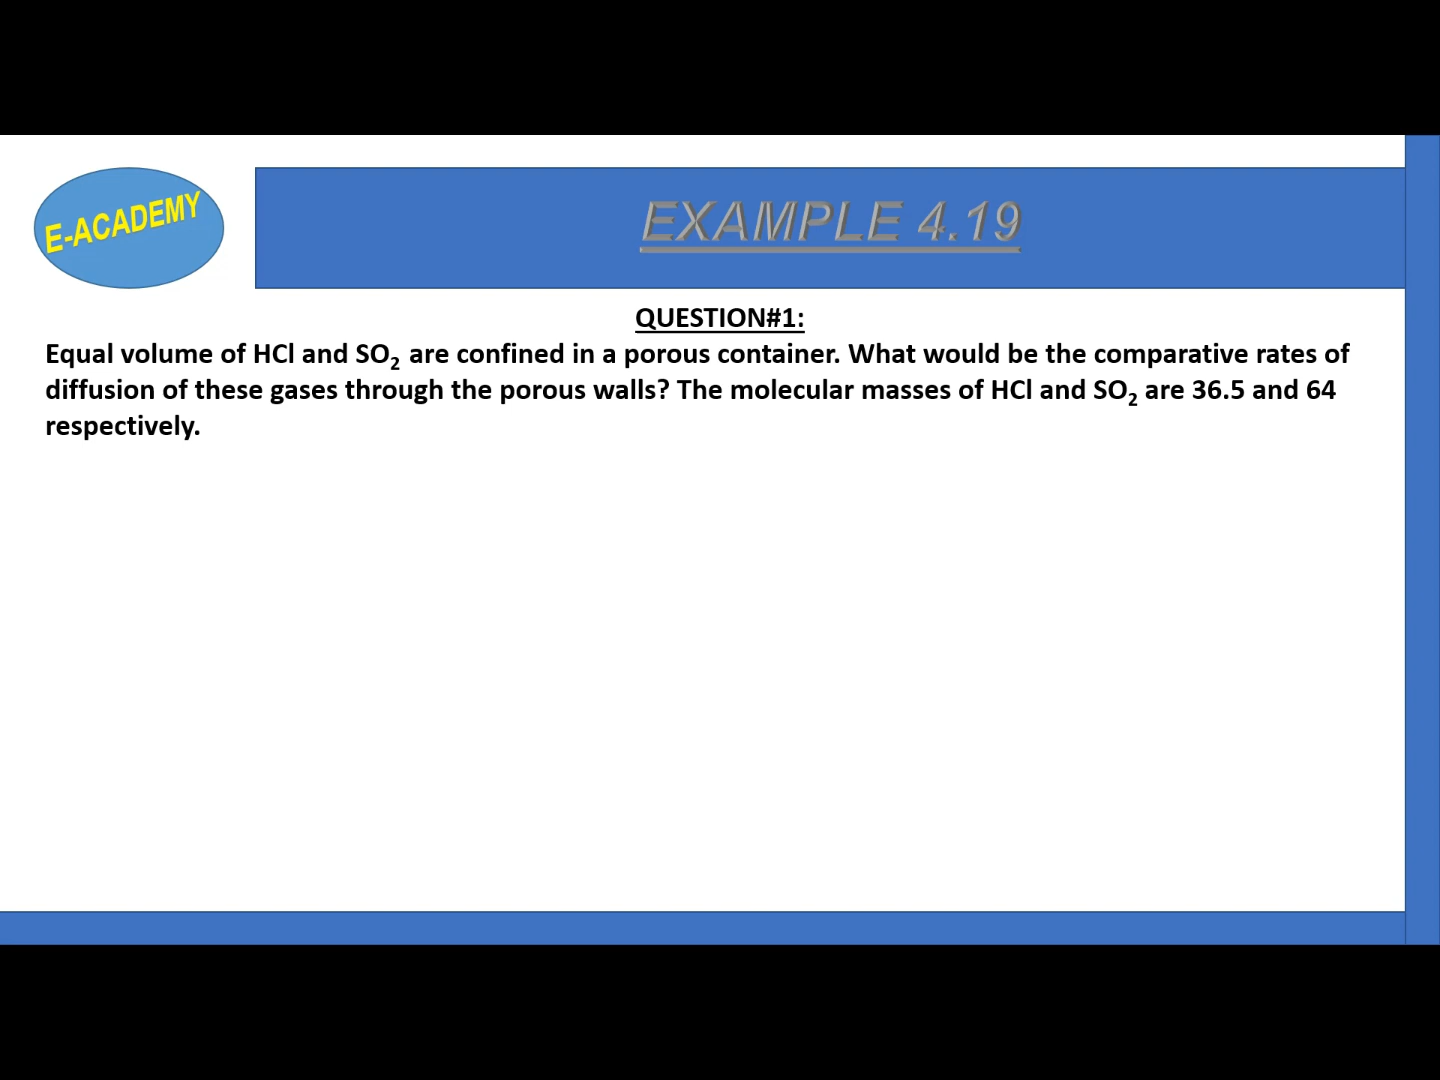 E-ACADEMY
EXAMPLE 4.19
QUESTION#1:
Equal volume of HCl and SO₂ are confined in a porous container. What would be the comparative rates of
diffusion of these gases through the porous walls? The molecular masses of HCl and SO₂ are 36.5 and 64
respectively.